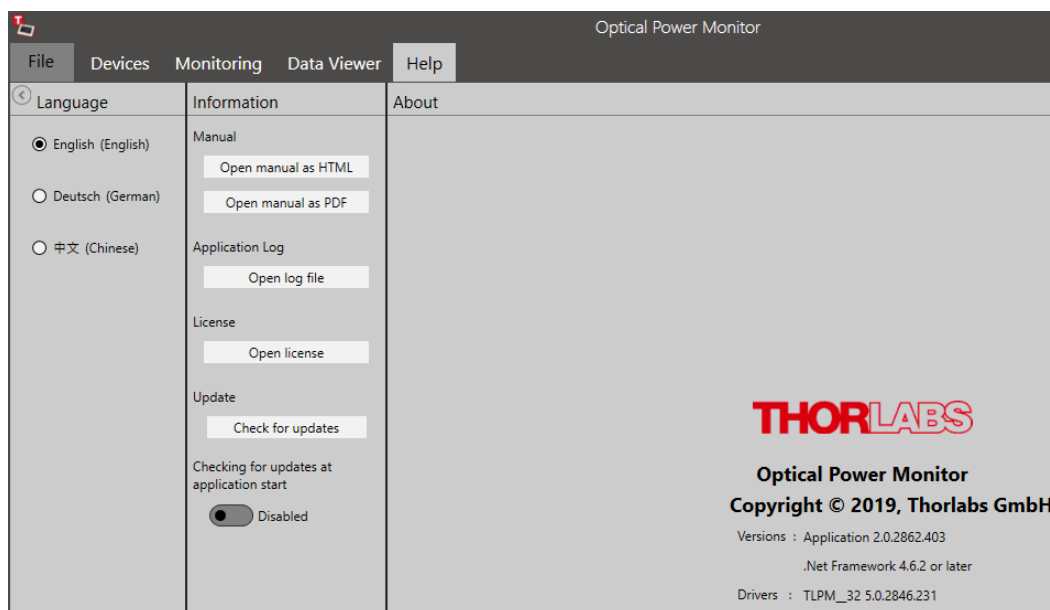 Optical Power Monitor
File Devices Monitoring Data Viewer Help
Language
English (English)
Deutsch (German)
中文 (Chinese)
Information
Manual
Open manual as HTML
Open manual as PDF
Application Log
Open log file
License
Open license
Update
Check for updates
Checking for updates at
application start
Disabled
About
THORLABS
Optical Power Monitor
Copyright © 2019, Thorlabs GmbH
Versions : Application 2.0.2862.403
.Net Framework 4.6.2 or later
Drivers : TLPM__32 5.0.2846.231